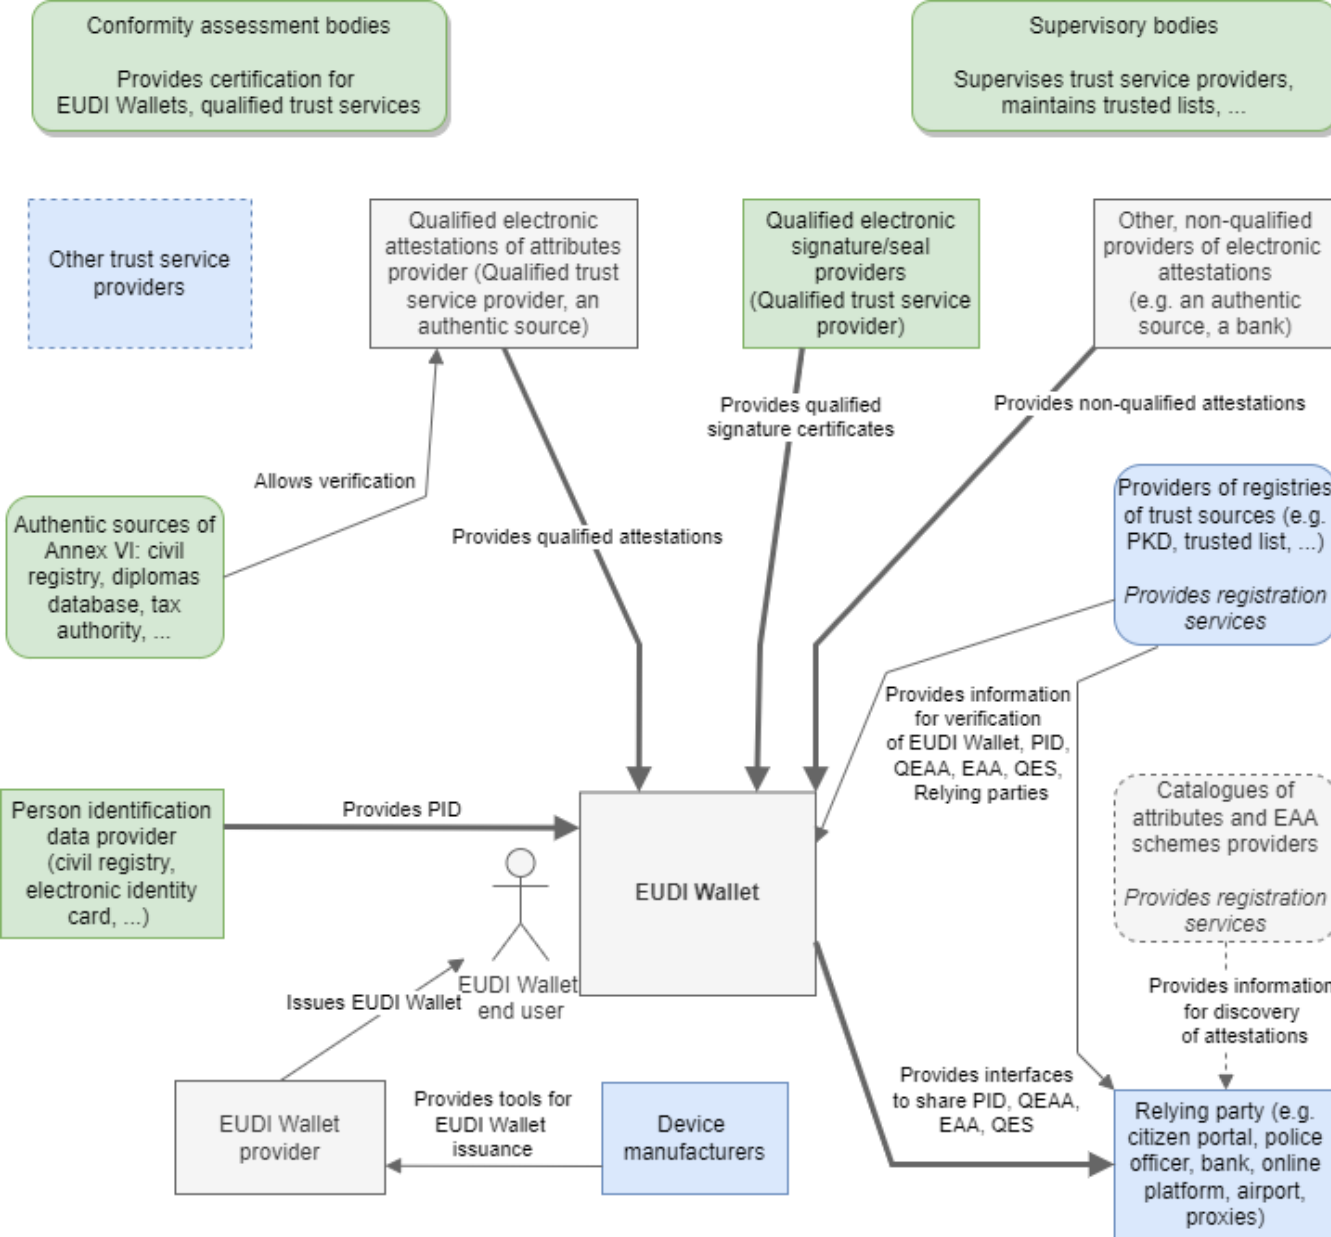 Conformity assessment bodies
Provides certification for
EUDI Wallets, qualified trust services
Supervisory bodies
Supervises trust service providers,
maintains trusted lists, ...
Other trust service
providers
Qualified electronic
attestations of attributes
provider (Qualified trust
service provider, an
authentic source)
Qualified electronic
signature/seal
providers
(Qualified trust service
provider)
Other, non-qualified
providers of electronic
attestations
(e.g. an authentic
source, a bank)
Provides qualified
signature certificates
Provides non-qualified attestations
Allows verification
Provides qualified attestations
Authentic sources of
Annex VI: civil
registry, diplomas
database, tax
authority, ...
Providers of registries
of trust sources (e.g.
PKD, trusted list, ...)
Provides registration
services
Provides information
for verification
of EUDI Wallet, PID,
QEAA, EAA, QES,
Relying parties
Person identification
data provider
(civil registry,
electronic identity
card, ...)
Provides PID
EUDI Wallet
EUDI Wallet
end user
Catalogues of
attributes and EAA
schemes providers
Provides registration
services
Provides information
for discovery
of attestations
Issues EUDI Wallet
EUDI Wallet
provider
Provides tools for
EUDI Wallet
issuance
Device
manufacturers
Provides interfaces
to share PID, QEAA,
EAA, QES
Relying party (e.g.
citizen portal, police
officer, bank, online
platform, airport,
proxies)